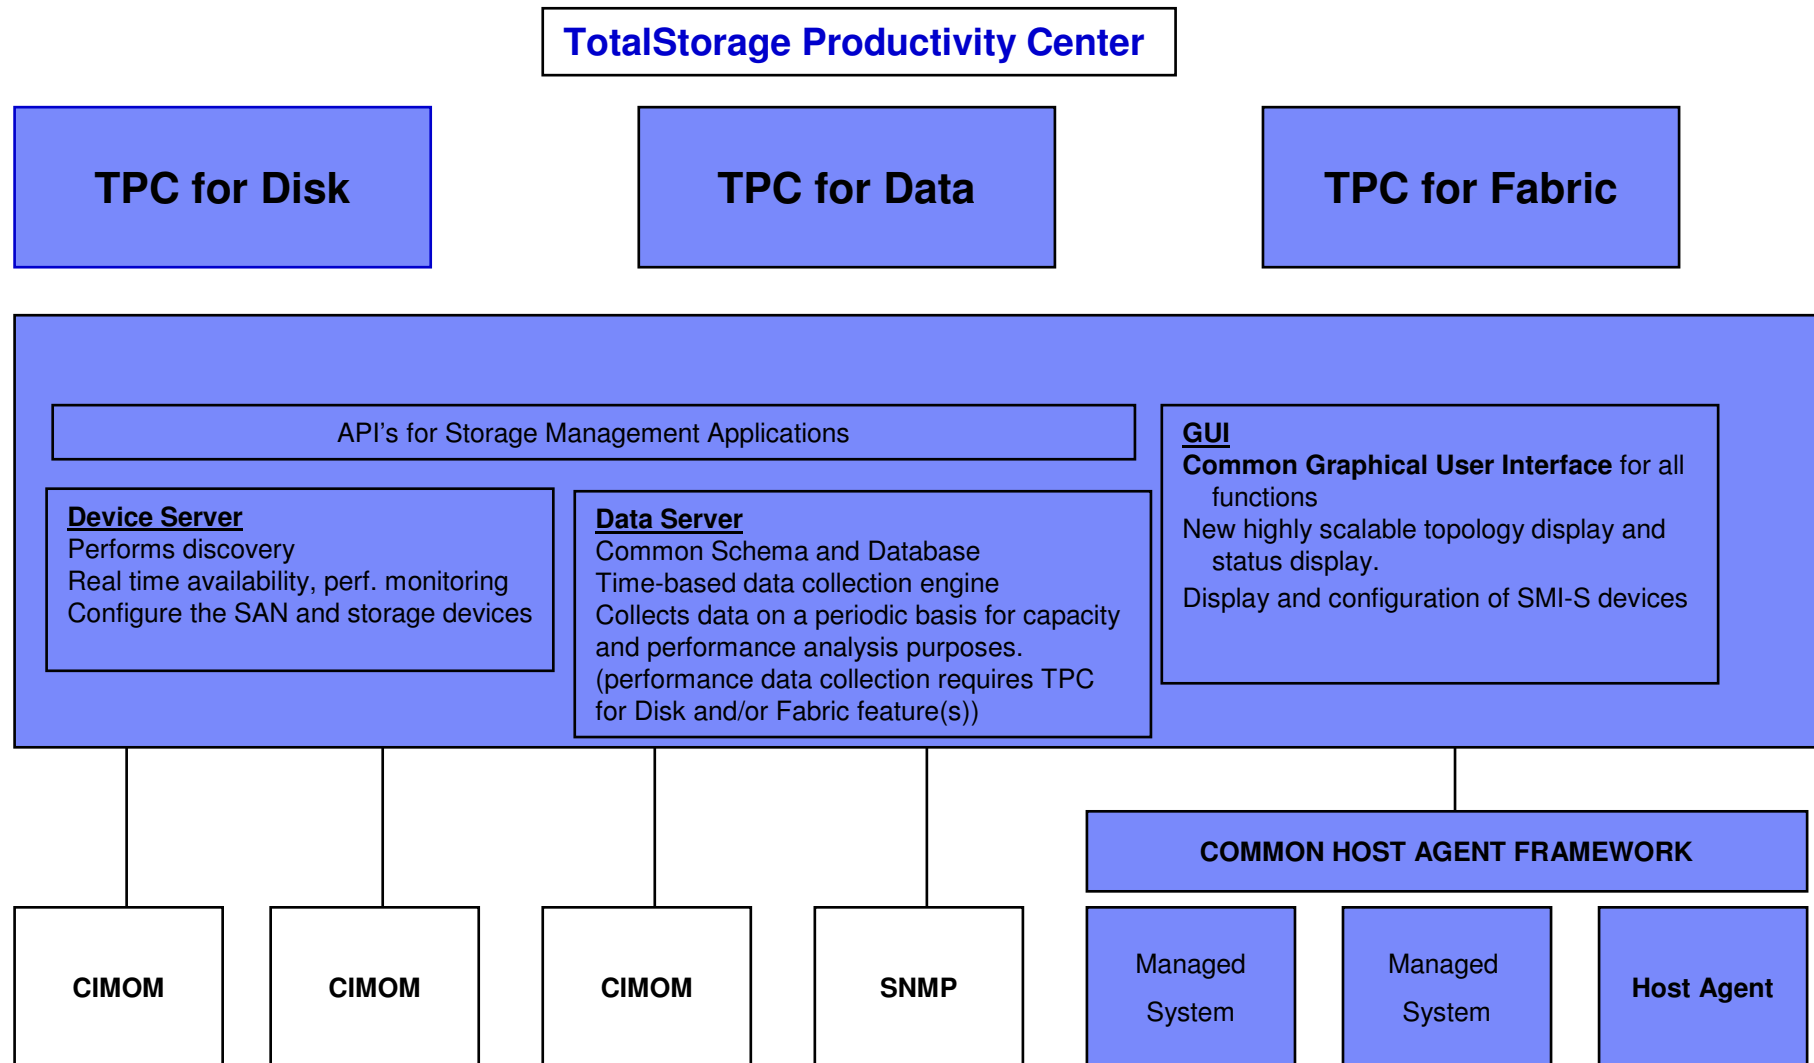 TotalStorage Productivity Center
TPC for Disk
TPC for Data
TPC for Fabric
API's for Storage Management Applications
Device Server
Performs discovery
Real time availability, perf. monitoring
Configure the SAN and storage devices
Data Server
Common Schema and Database
Time-based data collection engine
Collects data on a periodic basis for capacity
and performance analysis purposes.
(performance data collection requires TPC
for Disk and/or Fabric feature(s))
GUI
Common Graphical User Interface for all
functions
New highly scalable topology display and
status display.
Display and configuration of SMI-S devices
COMMON HOST AGENT FRAMEWORK
CIMOM
CIMOM
CIMOM
SNMP
Managed
System
Managed
System
Host Agent